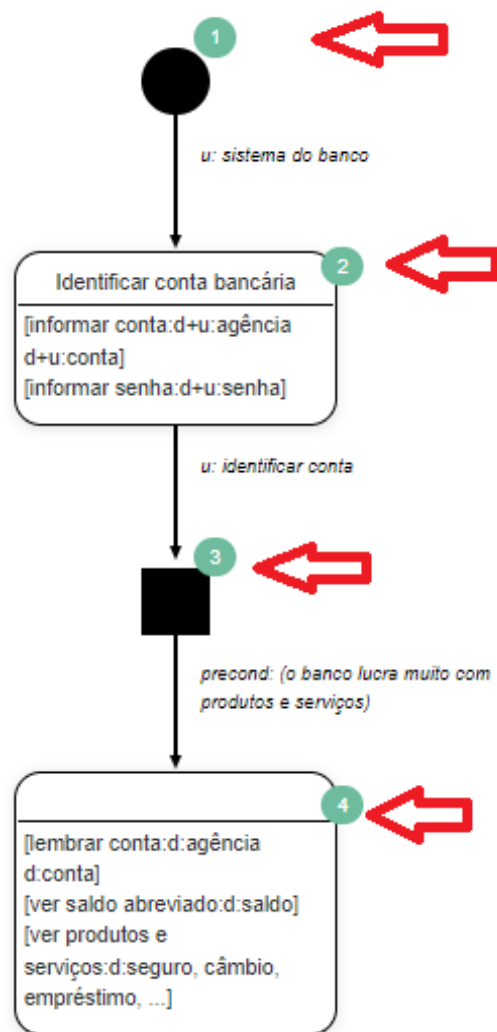 1
u: sistema do banco
2
Identificar conta bancária
[informar conta:d+u:agência
d+u:conta]
[informar senha:d+u:senha]
u: identificar conta
3
precond: (o banco lucra muito com
produtos e serviços)
4
[lembrar conta:d:agência
d:conta]
[ver saldo abreviado:d:saldo]
[ver produtos e
serviços:d:seguro, câmbio,
empréstimo, ...]